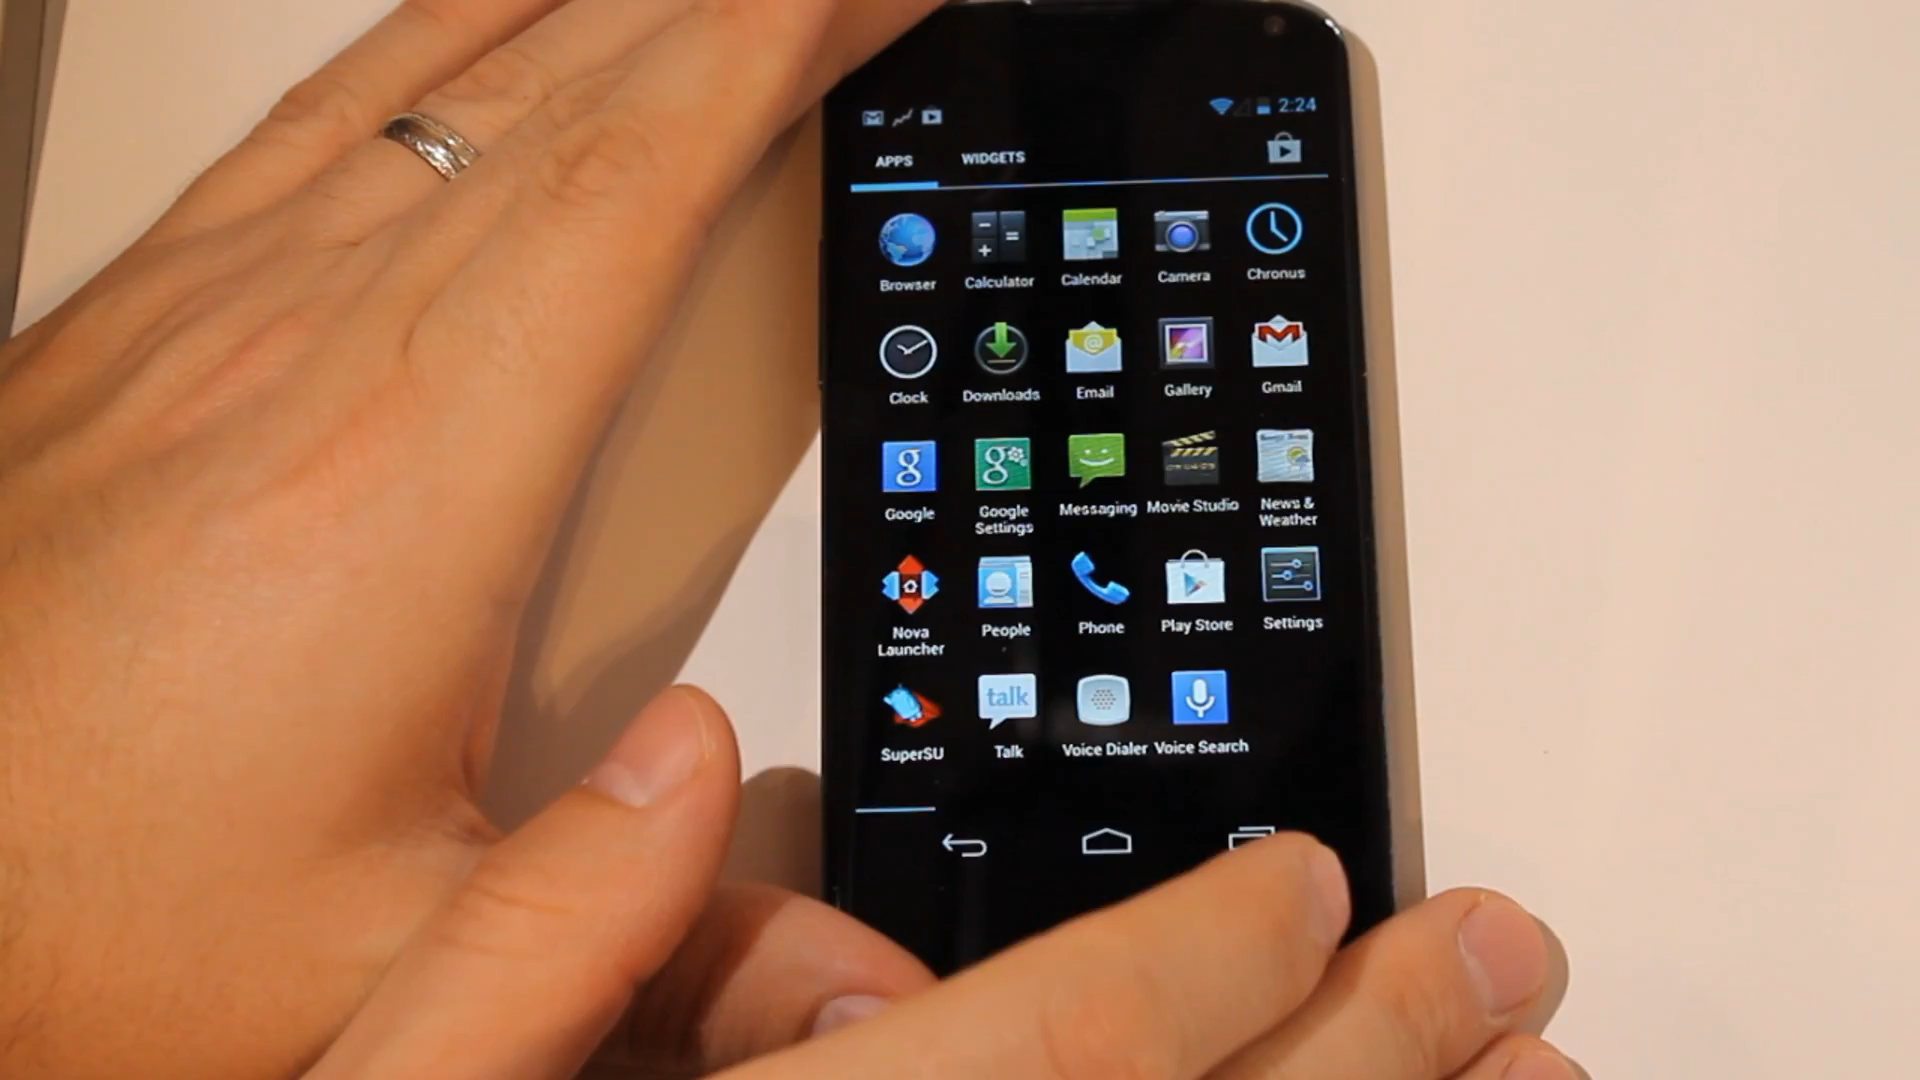 2:24
APPS WIDGETS
Browser Calculator Calendar Camera Chronus
Clock Downloads Email Gallery Gmail
Google Google Settings Messaging Movie Studio News & Weather
Nova Launcher People Phone Play Store Settings
talk
SuperSU Talk Voice Dialer Voice Search